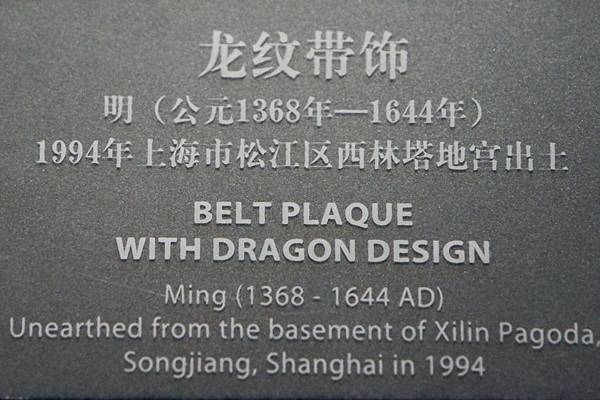 龙纹带饰
明（公元1368年—1644年）
1994年上海市松江区西林塔地宫出土
BELT PLAQUE
WITH DRAGON DESIGN
Ming (1368 - 1644 AD)
Unearthed from the basement of Xilin Pagoda,
Songjiang, Shanghai in 1994